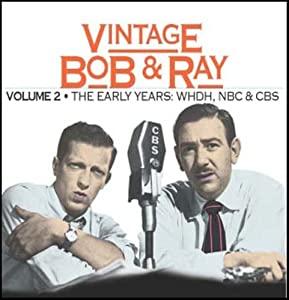 VINTAGE
BOB & RAY
VOLUME 2 • THE EARLY YEARS: WHDH, NBC & CBS
CBS